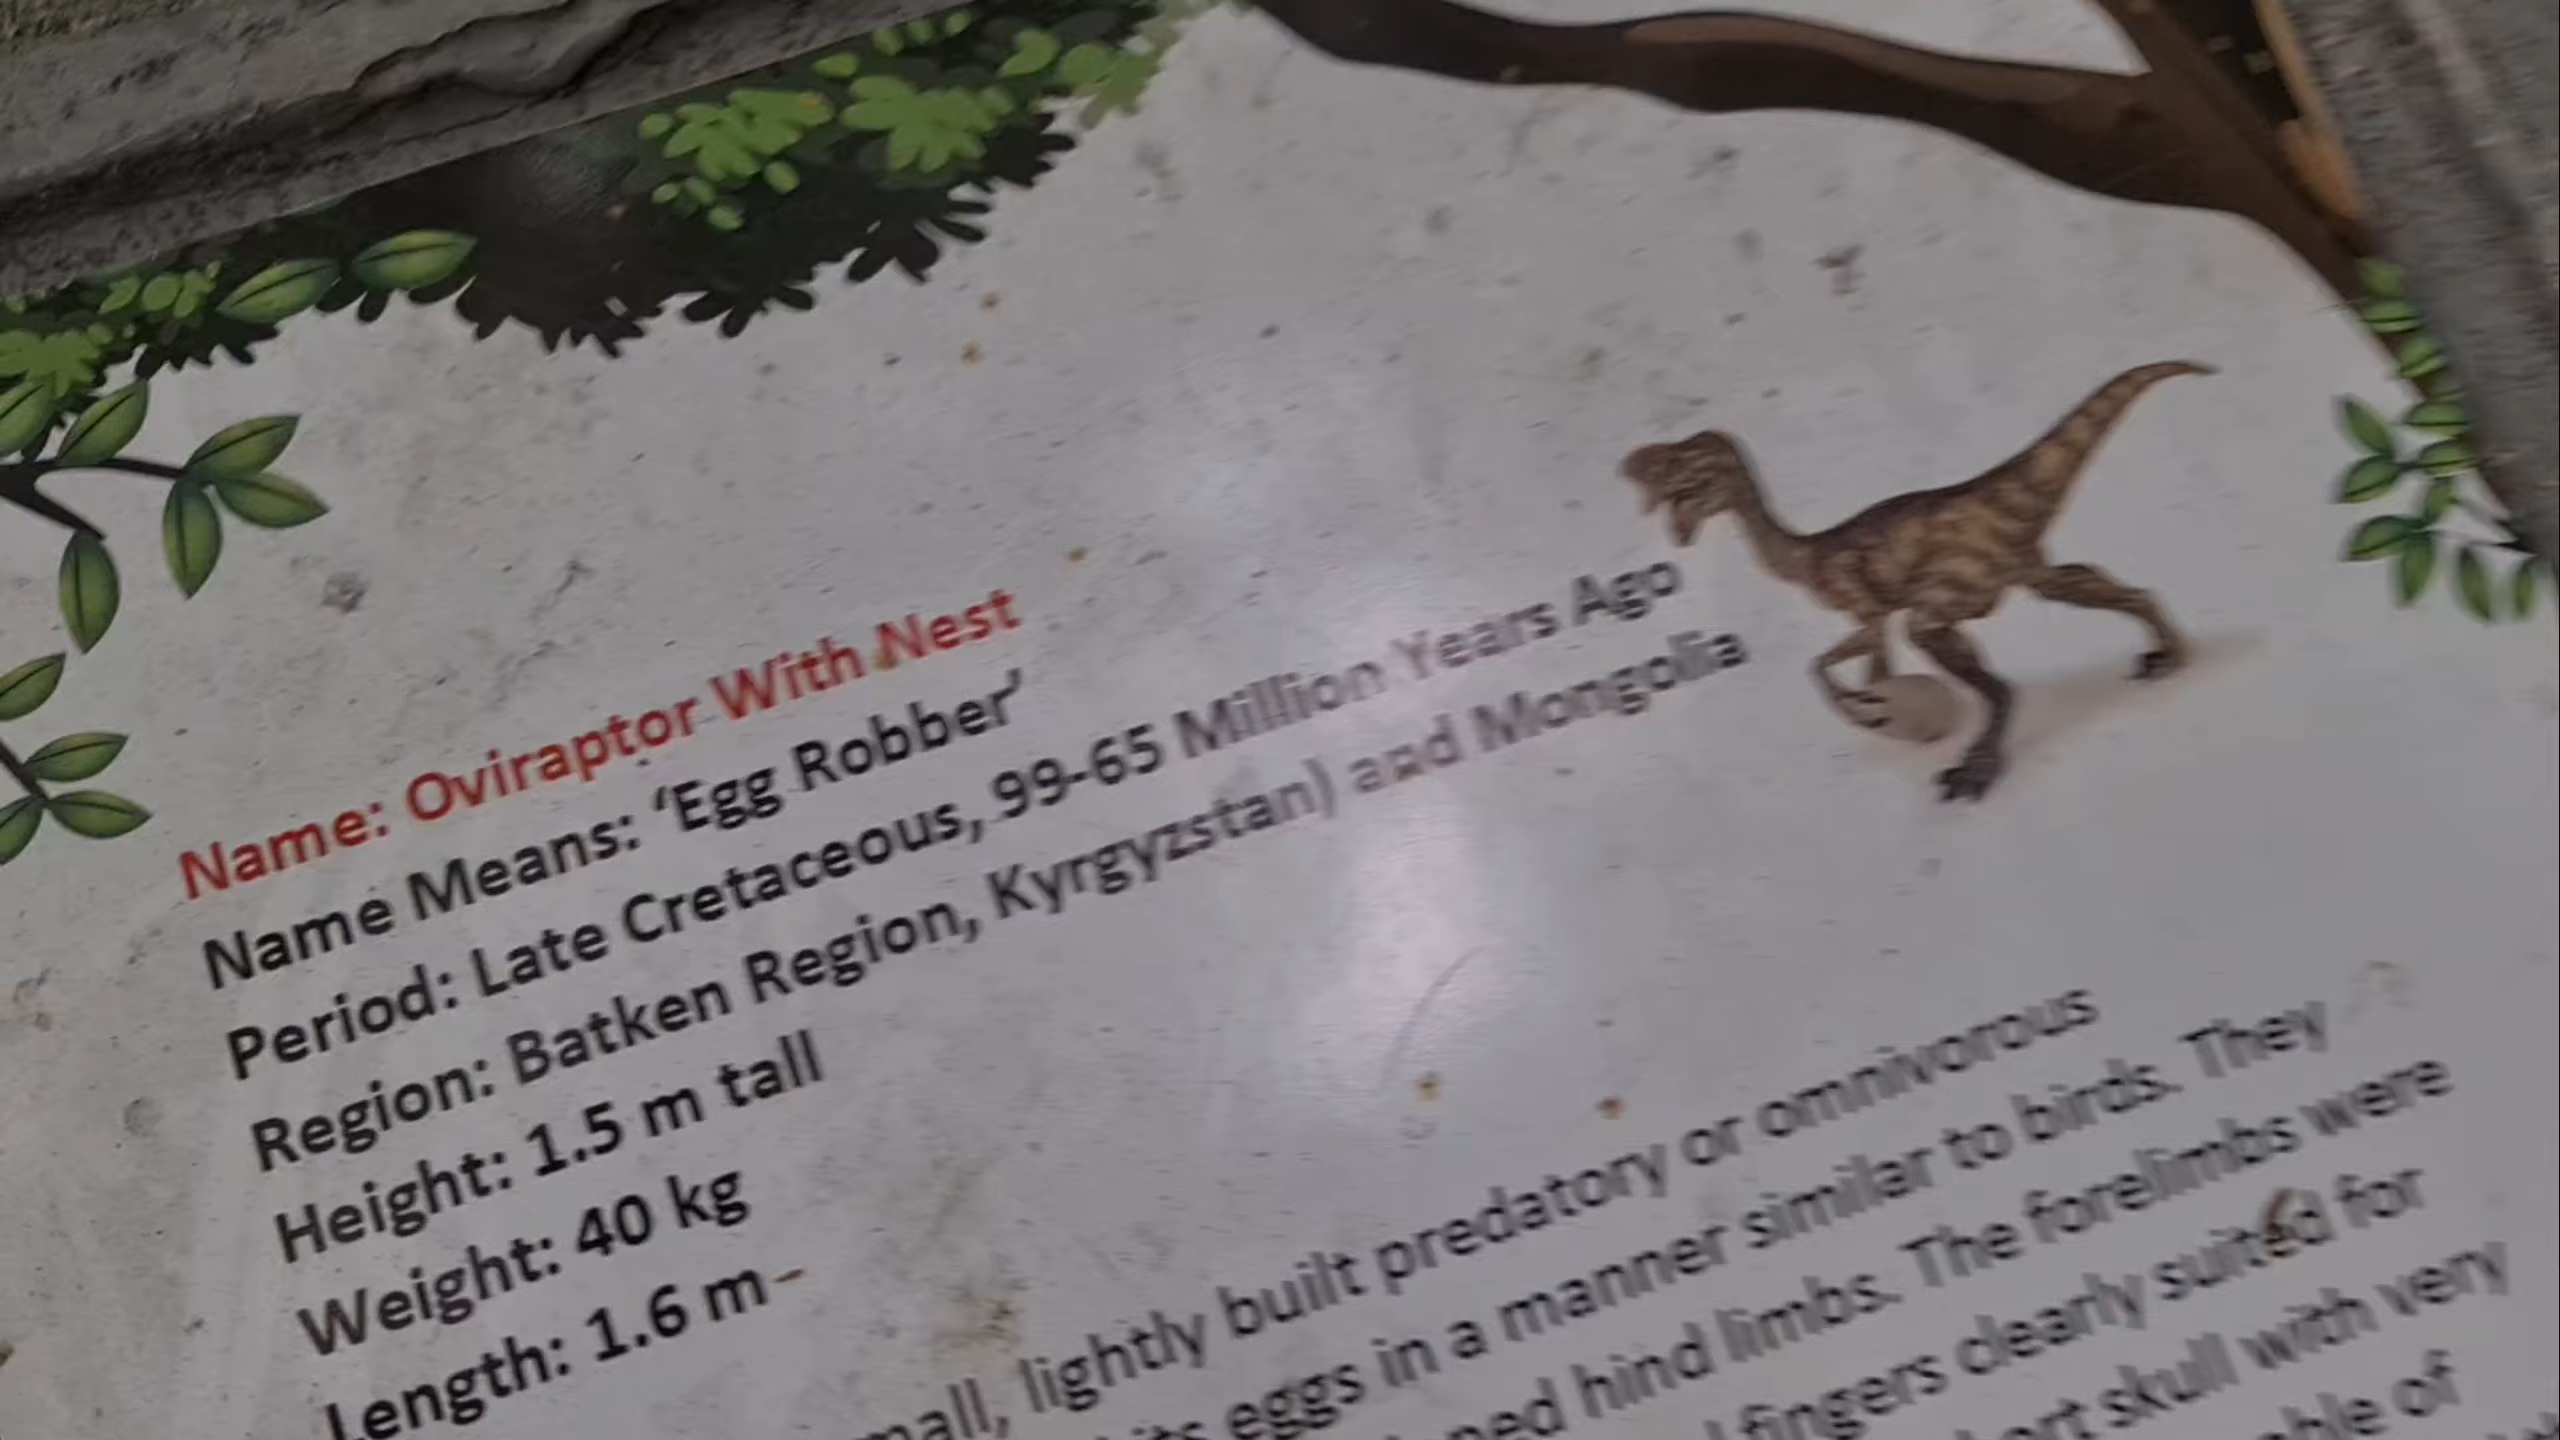 Name: Oviraptor With Nest
Name Means: ‘Egg Robber’
Period: Late Cretaceous, 99-65 Million Years Ago
Region: Batken Region, Kyrgyzstan) and Mongolia
Height: 1.5 m tall
Weight: 40 kg
Length: 1.6 m
lightly built predatory or omnivorous
its eggs in a manner similar to birds. They
hind limbs. The forelimbs were
fingers clearly suited for
skull with very
of